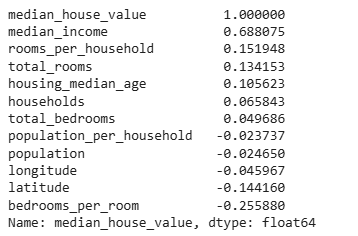 median_house_value 1.000000
median_income 0.688075
rooms_per_household 0.151948
total_rooms 0.134153
housing_median_age 0.105623
households 0.065843
total_bedrooms 0.049686
population_per_household -0.023737
population -0.024650
longitude -0.045967
latitude -0.144160
bedrooms_per_room -0.255880
Name: median_house_value, dtype: float64